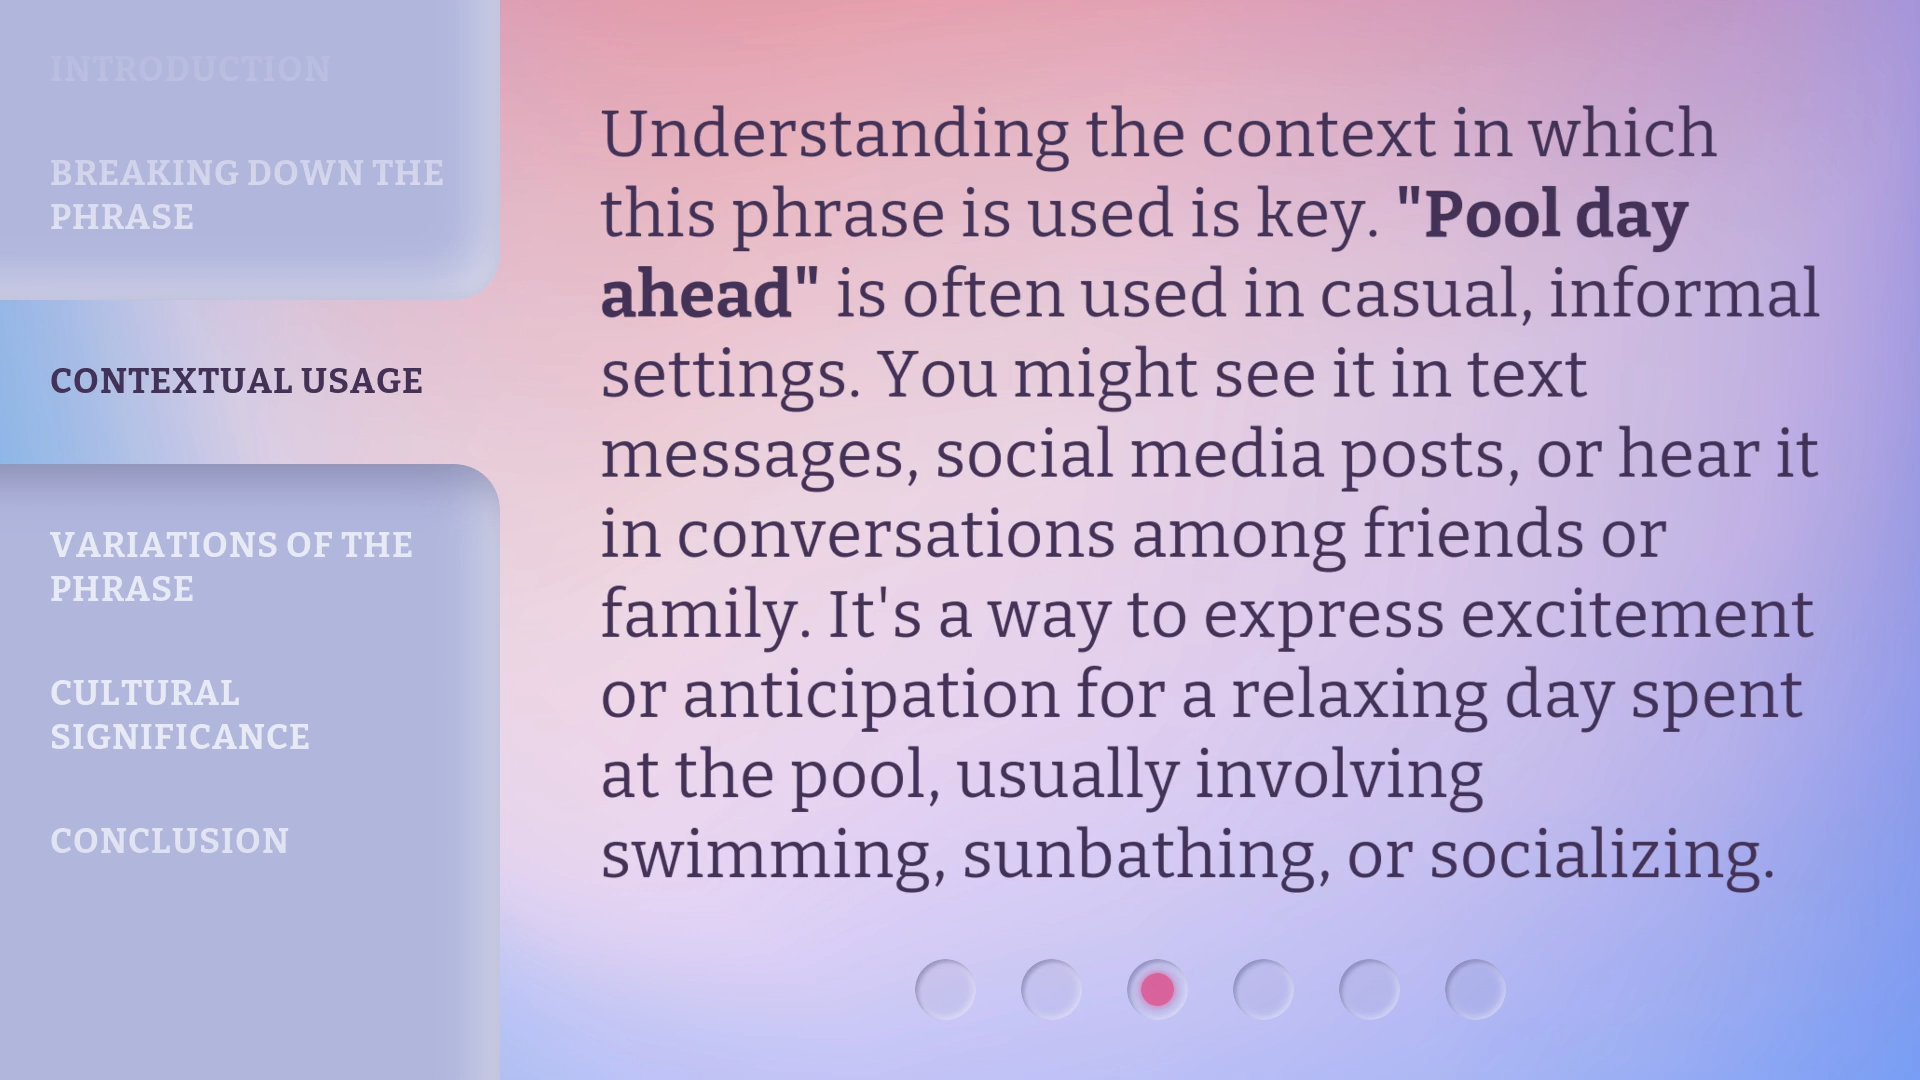 INTRODUCTION
BREAKING DOWN THE
PHRASE
CONTEXTUAL USAGE
VARIATIONS OF THE
PHRASE
CULTURAL
SIGNIFICANCE
CONCLUSION
Understanding the context in which
this phrase is used is key. "Pool day
ahead" is often used in casual, informal
settings. You might see it in text
messages, social media posts, or hear it
in conversations among friends or
family. It's a way to express excitement
or anticipation for a relaxing day spent
at the pool, usually involving
swimming, sunbathing, or socializing.